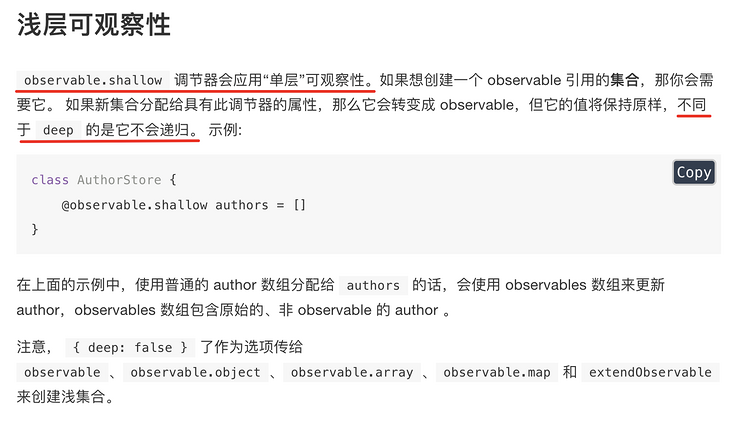 浅层可观察性
observable.shallow 调节器会应用“单层”可观察性。如果想创建一个 observable 引用的集合，那你会需
要它。 如果新集合分配给具有此调节器的属性，那么它会转变成 observable，但它的值将保持原样，不同
于 deep 的是它不会递归。 示例:
class AuthorStore {
Copy
@observable.shallow authors = []
}
在上面的示例中，使用普通的 author 数组分配给 authors 的话，会使用 observables 数组来更新
author，observables 数组包含原始的、非 observable 的 author 。
注意， { deep: false } 了作为选项传给
observable 、 observable.object 、 observable.array 、 observable.map 和 extendObservable
来创建浅集合。